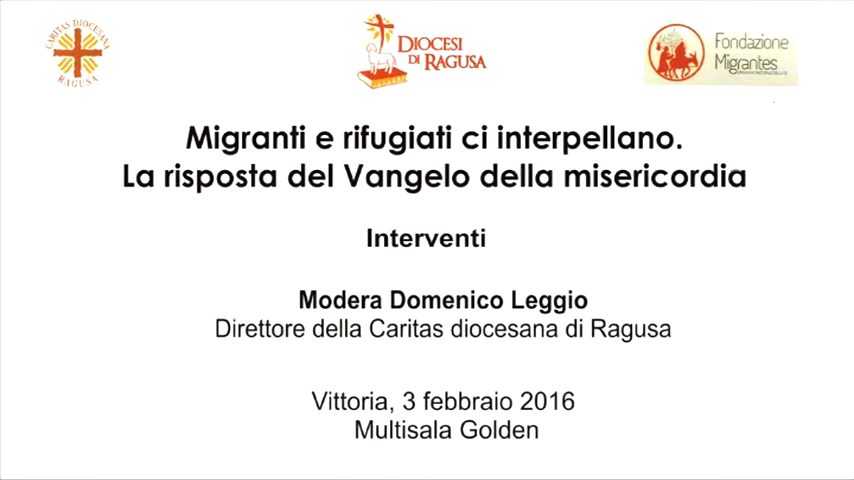 CARITAS DIOCESANA
RAGUSA
DIOCESI
DI RAGUSA
Fondazione
Migrantes
Migranti e rifugiati ci interpellano.
La risposta del Vangelo della misericordia
Interventi
Modera Domenico Leggio
Direttore della Caritas diocesana di Ragusa
Vittoria, 3 febbraio 2016
Multisala Golden